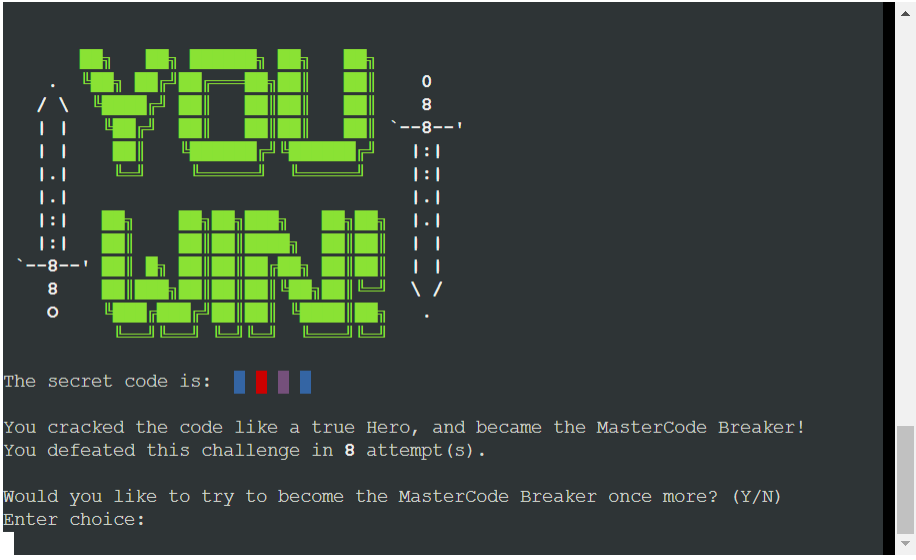 YOU
WIN!
The secret code is:
You cracked the code like a true Hero, and became the MasterCode Breaker!
You defeated this challenge in 8 attempt(s).
Would you like to try to become the MasterCode Breaker once more? (Y/N)
Enter choice: